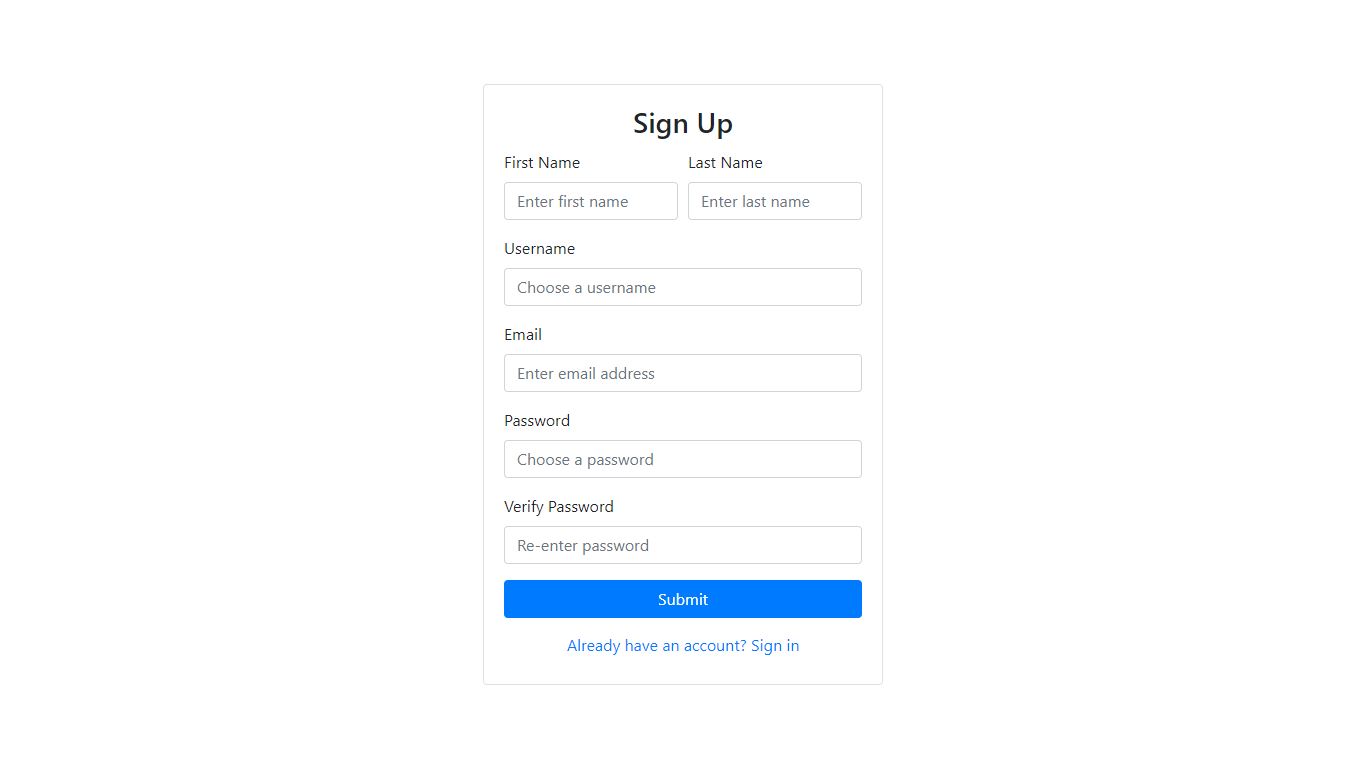 Sign Up
First Name Last Name
Enter first name Enter last name
Username
Choose a username
Email
Enter email address
Password
Choose a password
Verify Password
Re-enter password
Submit
Already have an account? Sign in